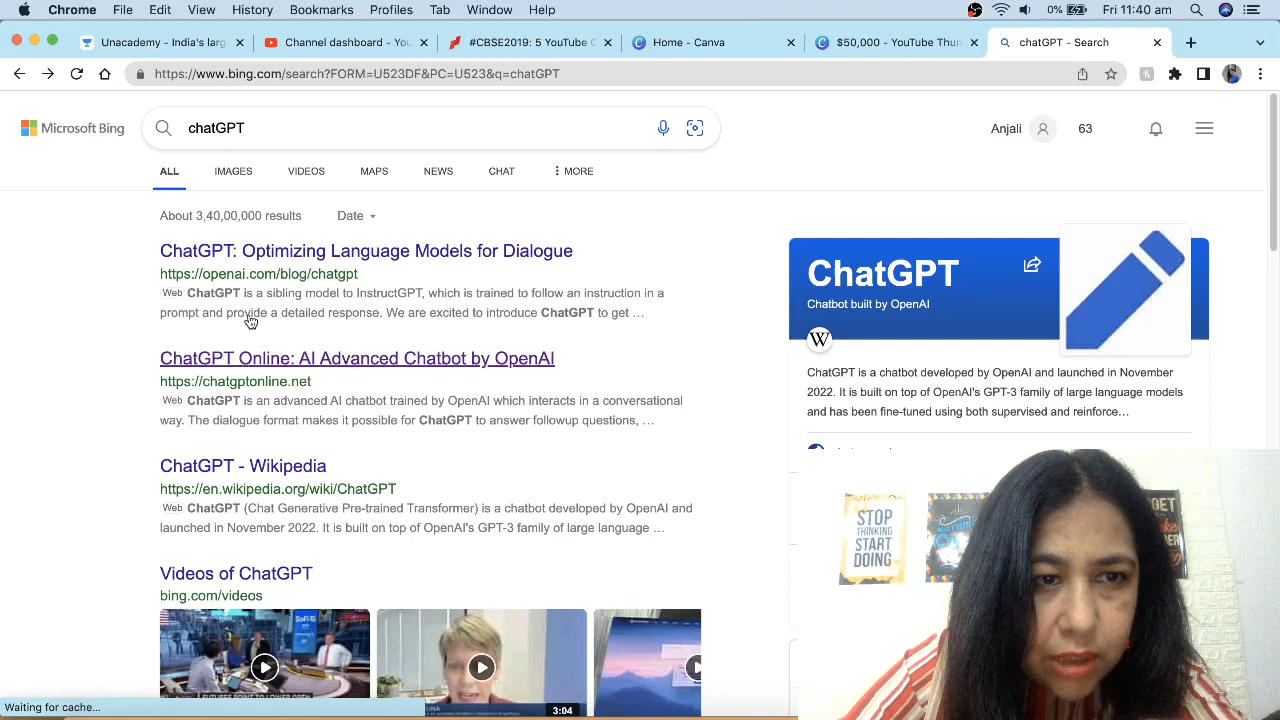 Chrome File Edit View History Bookmarks Profiles Tab Window Help 0% Fri 11:40 am
Unacademy - India's larg Channel dashboard - You #CBSE2019: 5 YouTube C Home - Canva $50,000 - YouTube Thun chatGPT - Search
https://www.bing.com/search?FORM=U523DF&PC=U523&q=chatGPT
Microsoft Bing
chatGPT
Anjali 63
ALL IMAGES VIDEOS MAPS NEWS CHAT MORE
About 3,40,00,000 results Date
ChatGPT: Optimizing Language Models for Dialogue
https://openai.com/blog/chatgpt
Web ChatGPT is a sibling model to InstructGPT, which is trained to follow an instruction in a
prompt and provide a detailed response. We are excited to introduce ChatGPT to get …
ChatGPT Online: AI Advanced Chatbot by OpenAI
https://chatgptonline.net
Web ChatGPT is an advanced AI chatbot trained by OpenAI which interacts in a conversational
way. The dialogue format makes it possible for ChatGPT to answer followup questions, …
ChatGPT - Wikipedia
https://en.wikipedia.org/wiki/ChatGPT
Web ChatGPT (Chat Generative Pre-trained Transformer) is a chatbot developed by OpenAI and
launched in November 2022. It is built on top of OpenAI's GPT-3 family of large language …
Videos of ChatGPT
bing.com/videos
3:04
Waiting for cache...
ChatGPT
Chatbot built by OpenAI
W
ChatGPT is a chatbot developed by OpenAI and launched in November
2022. It is built on top of OpenAI's GPT-3 family of large language models
and has been fine-tuned using both supervised and reinforce…
STOP
THINKING
START
DOING
GET